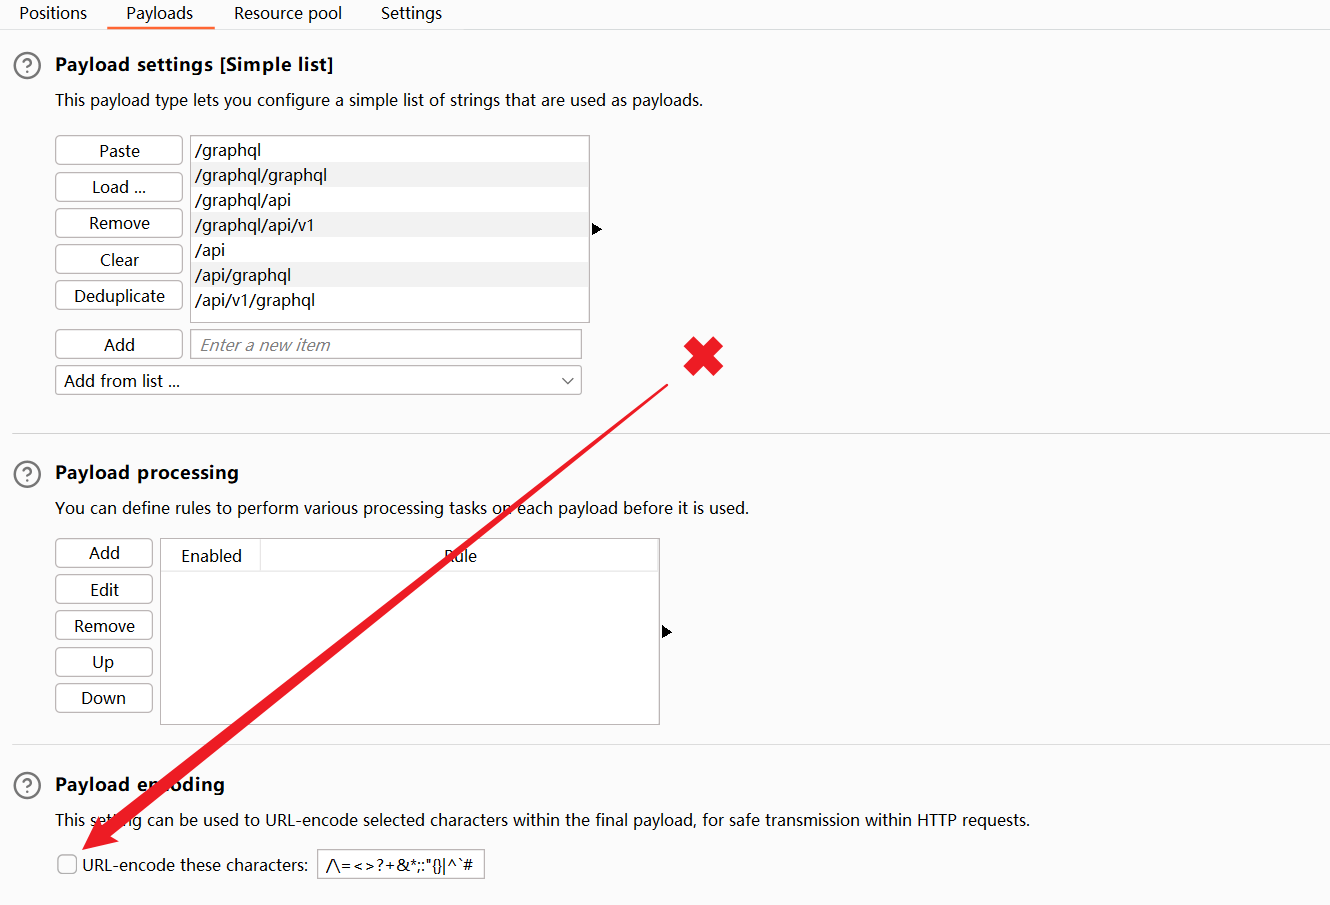 Positions Payloads Resource pool Settings
Payload settings [Simple list]
This payload type lets you configure a simple list of strings that are used as payloads.
Paste
Load ...
Remove
Clear
Deduplicate
/graphql
/graphql/graphql
/graphql/api
/graphql/api/v1
/api
/api/graphql
/api/v1/graphql
Add
Enter a new item
Add from list ...
Payload processing
You can define rules to perform various processing tasks on each payload before it is used.
Add
Edit
Remove
Up
Down
Enabled
Rule
Payload encoding
This setting can be used to URL-encode selected characters within the final payload, for safe transmission within HTTP requests.
URL-encode these characters: /\=<>?+&*;:"{}|^`#